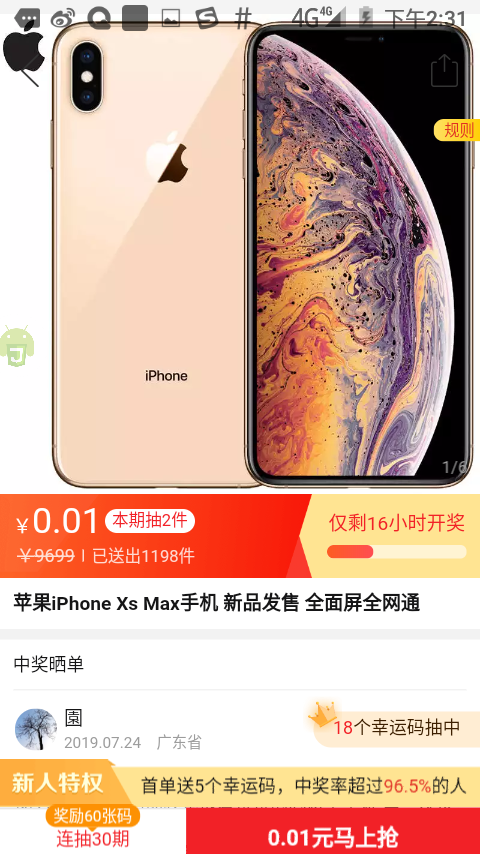 4G 4G 下午2:31
规则
iPhone
1/6
¥0.01 本期抽2件
仅剩16小时开奖
¥9699 | 已送出1198件
苹果iPhone Xs Max手机 新品发售 全面屏全网通
中奖晒单
園
2019.07.24 广东省
18个幸运码抽中
新人特权 首单送5个幸运码，中奖率超过96.5%的人
奖励60张码
连抽30期
0.01元马上抢